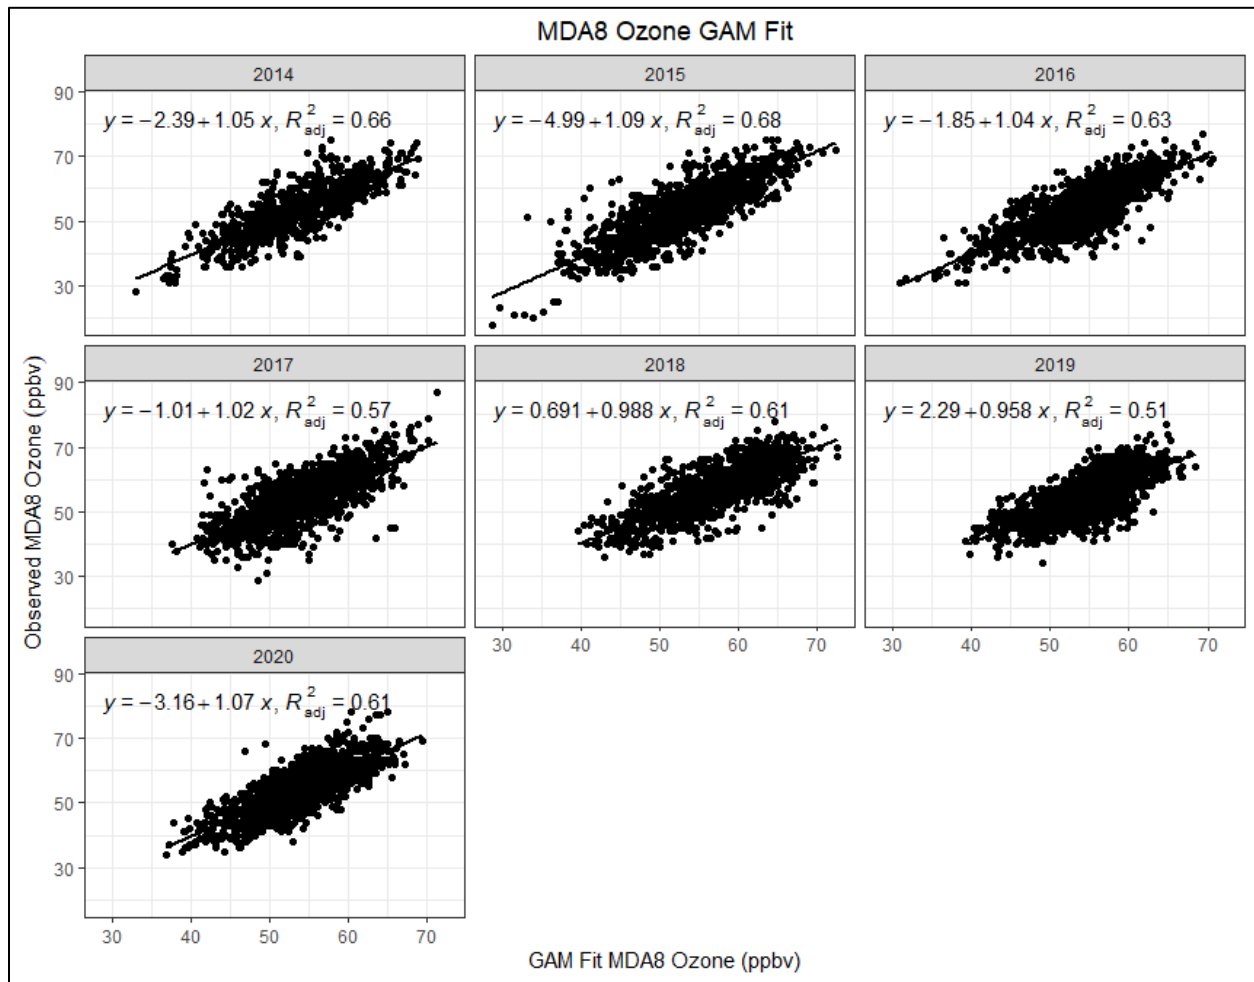 MDA8 Ozone GAM Fit
2014
2015
2016
90
70
50
30
y = −2.39 + 1.05 x, R²adj = 0.66
y = −4.99 + 1.09 x, R²adj = 0.68
y = −1.85 + 1.04 x, R²adj = 0.63
2017
2018
2019
90
70
50
30
y = −1.01 + 1.02 x, R²adj = 0.57
y = 0.691 + 0.988 x, R²adj = 0.61
y = 2.29 + 0.958 x, R²adj = 0.51
30 40 50 60 70
30 40 50 60 70
2020
90
70
50
30
y = −3.16 + 1.07 x, R²adj = 0.61
30 40 50 60 70
Observed MDA8 Ozone (ppbv)
GAM Fit MDA8 Ozone (ppbv)